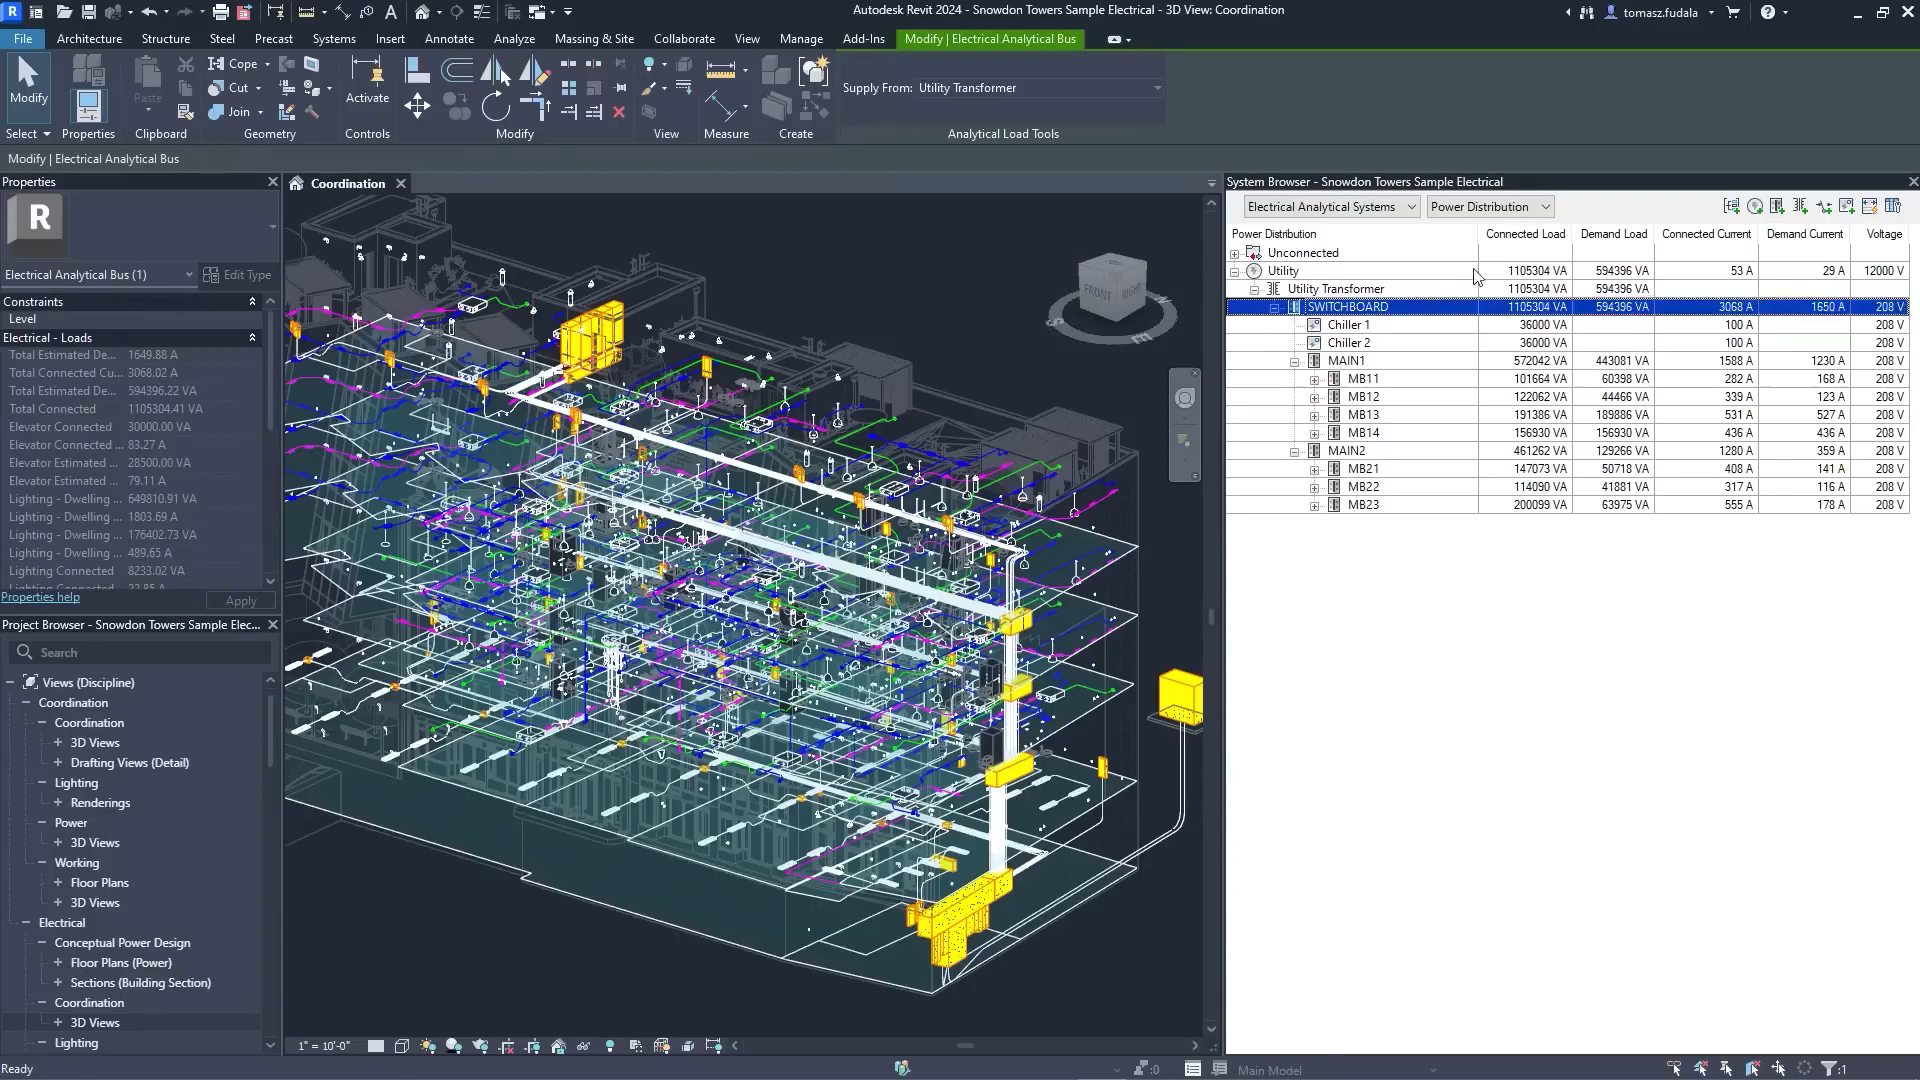 Autodesk Revit 2024 - Snowdon Towers Sample Electrical - 3D View: Coordination
tomasz.fudala
File Architecture Structure Steel Precast Systems Insert Annotate Analyze Massing & Site Collaborate View Manage Add-Ins Modify | Electrical Analytical Bus
Modify
Paste
Cope
Cut
Join
Activate
Supply From: Utility Transformer
Select Properties Clipboard Geometry Controls Modify View Measure Create Analytical Load Tools
Modify | Electrical Analytical Bus
Properties
R
Electrical Analytical Bus (1)
Edit Type
Constraints
Level
Electrical - Loads
Total Estimated De... 1649.88 A
Total Connected Cu... 3068.02 A
Total Estimated De... 594396.22 VA
Total Connected 1105304.41 VA
Elevator Connected 30000.00 VA
Elevator Connected ... 83.27 A
Elevator Estimated ... 28500.00 VA
Elevator Estimated ... 79.11 A
Lighting - Dwelling ... 649810.91 VA
Lighting - Dwelling ... 1803.69 A
Lighting - Dwelling ... 176402.73 VA
Lighting - Dwelling ... 489.65 A
Lighting Connected 8233.02 VA
Properties help
Apply
Project Browser - Snowdon Towers Sample Elec...
Search
Views (Discipline)
Coordination
Coordination
3D Views
Drafting Views (Detail)
Lighting
Renderings
Power
3D Views
Working
Floor Plans
3D Views
Electrical
Conceptual Power Design
Floor Plans (Power)
Sections (Building Section)
Coordination
3D Views
Lighting
Coordination
FRONT RIGHT
S E N
1" = 10'-0"
System Browser - Snowdon Towers Sample Electrical
Electrical Analytical Systems
Power Distribution
Power Distribution Connected Load Demand Load Connected Current Demand Current Voltage
Unconnected
Utility 1105304 VA 594396 VA 53 A 29 A 12000 V
Utility Transformer 1105304 VA 594396 VA
SWITCHBOARD 1105304 VA 594396 VA 3068 A 1650 A 208 V
Chiller 1 36000 VA 100 A 208 V
Chiller 2 36000 VA 100 A 208 V
MAIN1 572042 VA 443081 VA 1588 A 1230 A 208 V
MB11 101664 VA 60398 VA 282 A 168 A 208 V
MB12 122062 VA 44466 VA 339 A 123 A 208 V
MB13 191386 VA 189886 VA 531 A 527 A 208 V
MB14 156930 VA 156930 VA 436 A 436 A 208 V
MAIN2 461262 VA 129266 VA 1280 A 359 A 208 V
MB21 147073 VA 50718 VA 408 A 141 A 208 V
MB22 114090 VA 41881 VA 317 A 116 A 208 V
MB23 200099 VA 63975 VA 555 A 178 A 208 V
Ready
:0
Main Model
:1